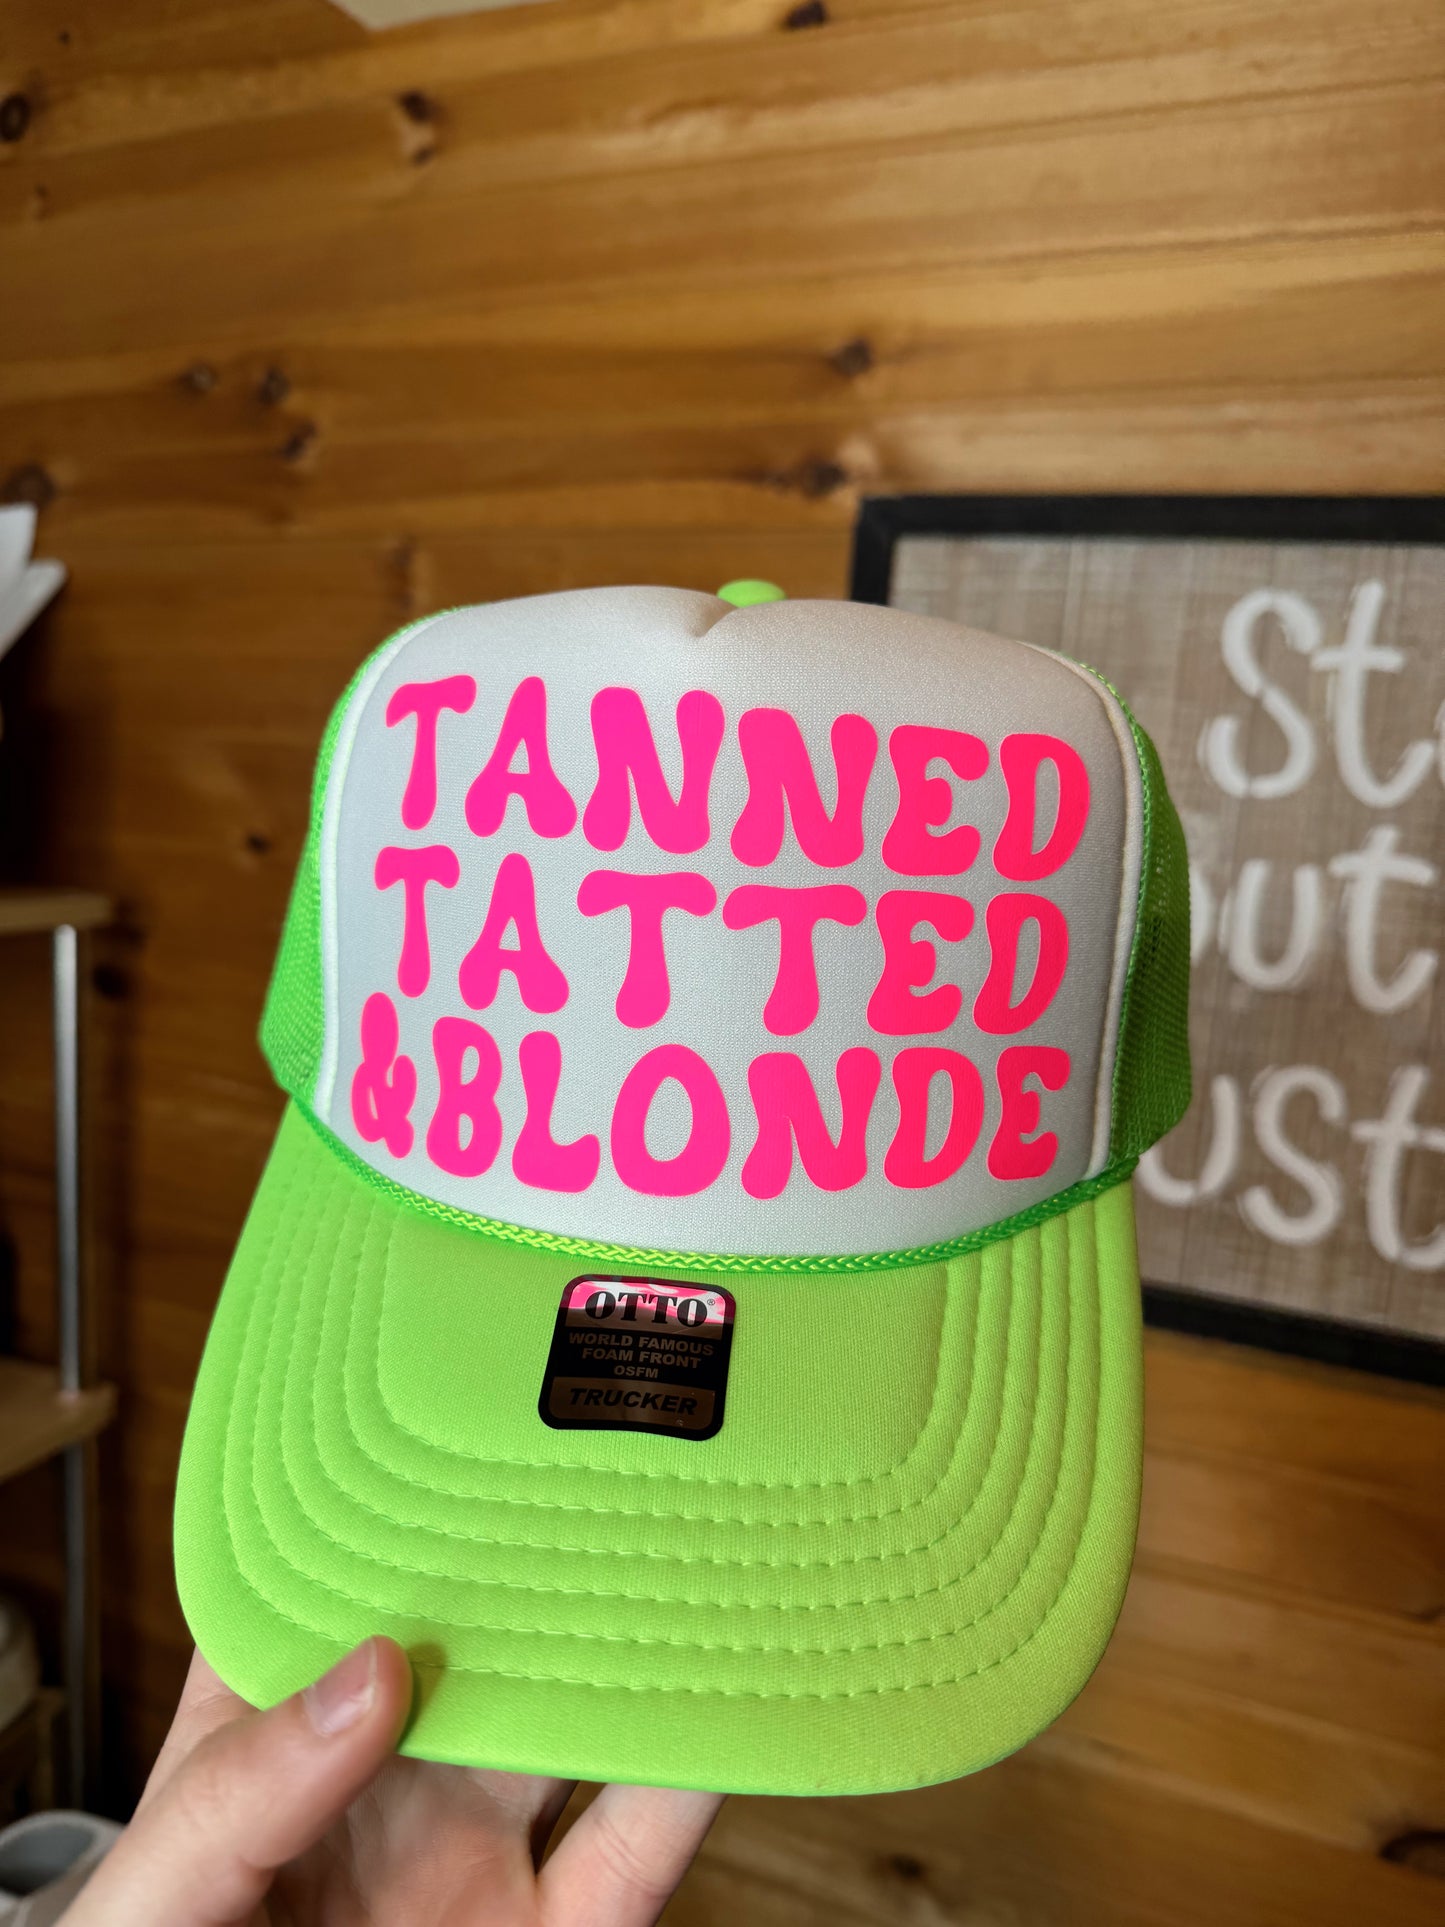 TANNED
TATTED
&BLONDE
OTTO®
WORLD FAMOUS
FOAM FRONT
OSFM
TRUCKER